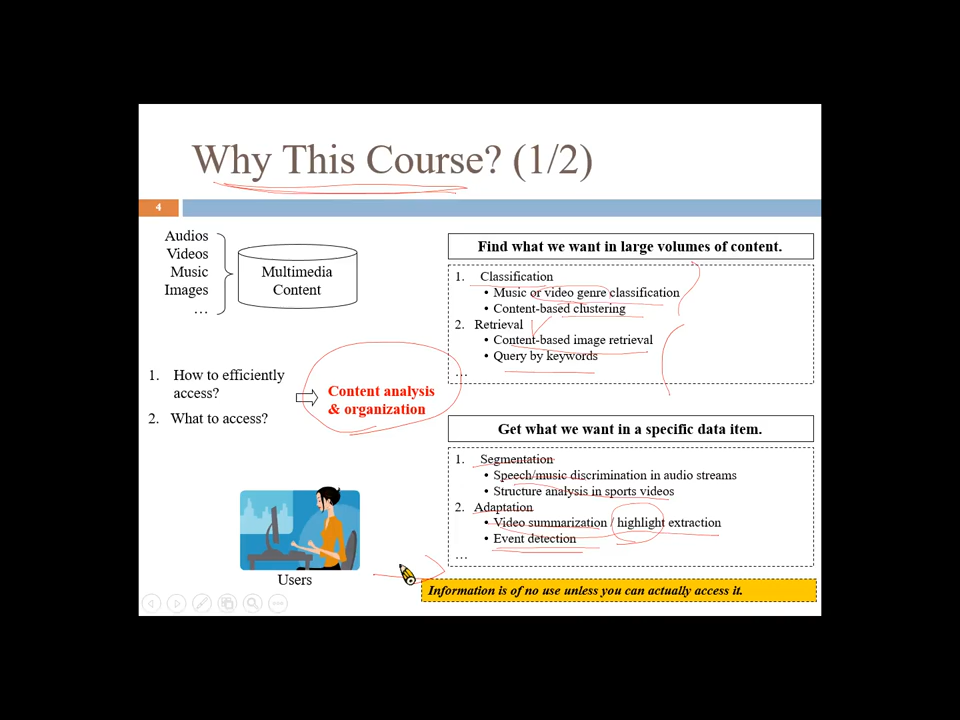 Why This Course? (1/2)
4
Audios
Videos
Music
Images
…
Multimedia
Content
1. How to efficiently
access?
2. What to access?
Content analysis
& organization
Users
Find what we want in large volumes of content.
1. Classification
• Music or video genre classification
• Content-based clustering
2. Retrieval
• Content-based image retrieval
• Query by keywords
…
Get what we want in a specific data item.
1. Segmentation
• Speech/music discrimination in audio streams
• Structure analysis in sports videos
2. Adaptation
• Video summarization / highlight extraction
• Event detection
…
Information is of no use unless you can actually access it.